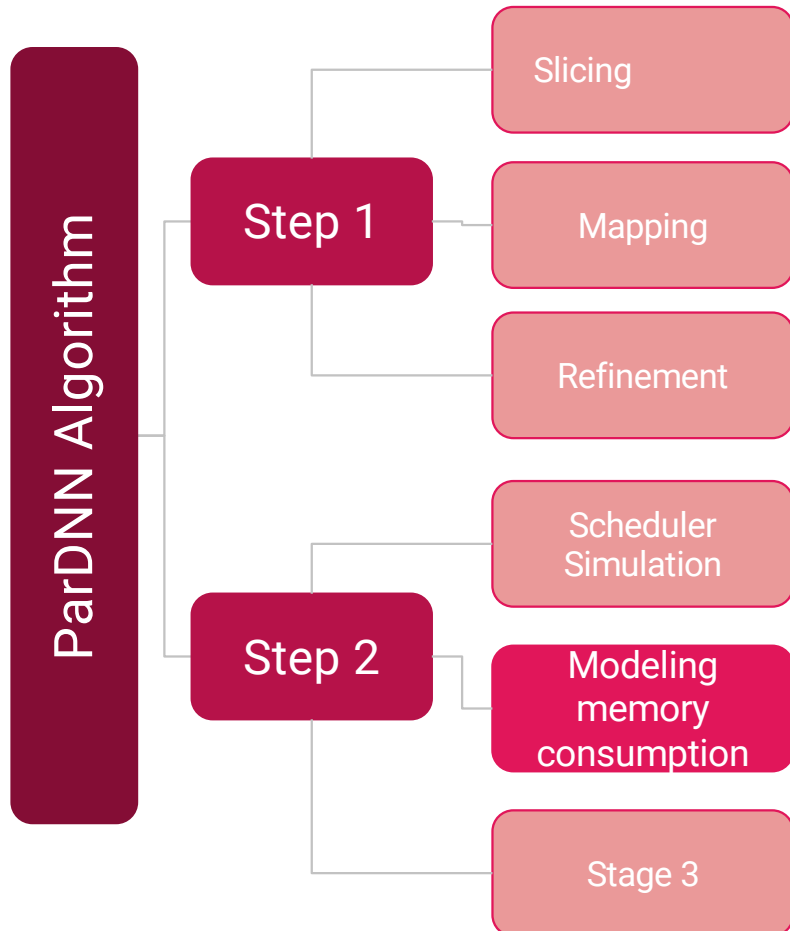 ParDNN Algorithm
Step 1
Slicing
Mapping
Refinement
Step 2
Scheduler
Simulation
Modeling
memory
consumption
Stage 3